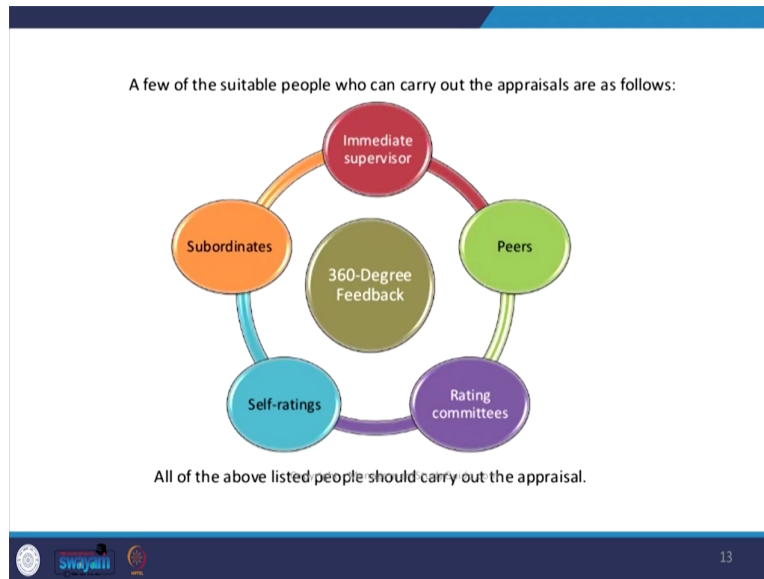 A few of the suitable people who can carry out the appraisals are as follows:
Immediate
supervisor
Subordinates
Peers
360-Degree
Feedback
Self-ratings
Rating
committees
All of the above listed people should carry out the appraisal.
swayam
13